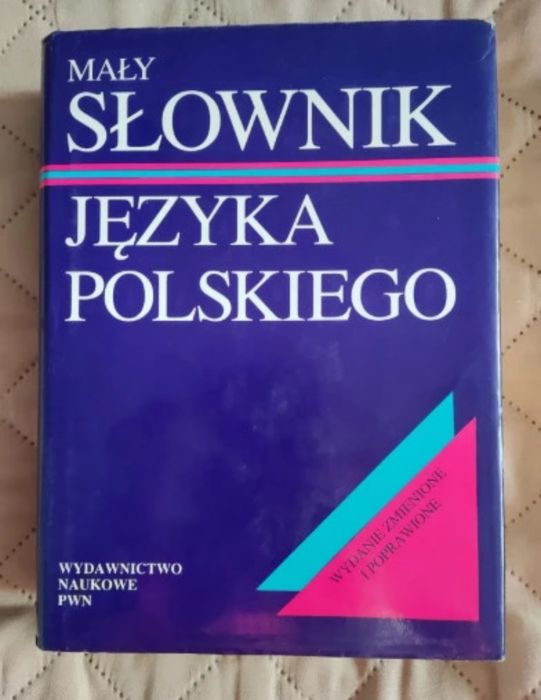 MAŁY
SŁOWNIK
JĘZYKA
POLSKIEGO
WYDANIE ZMIENIONE
I POPRAWIONE
WYDAWNICTWO
NAUKOWE
PWN